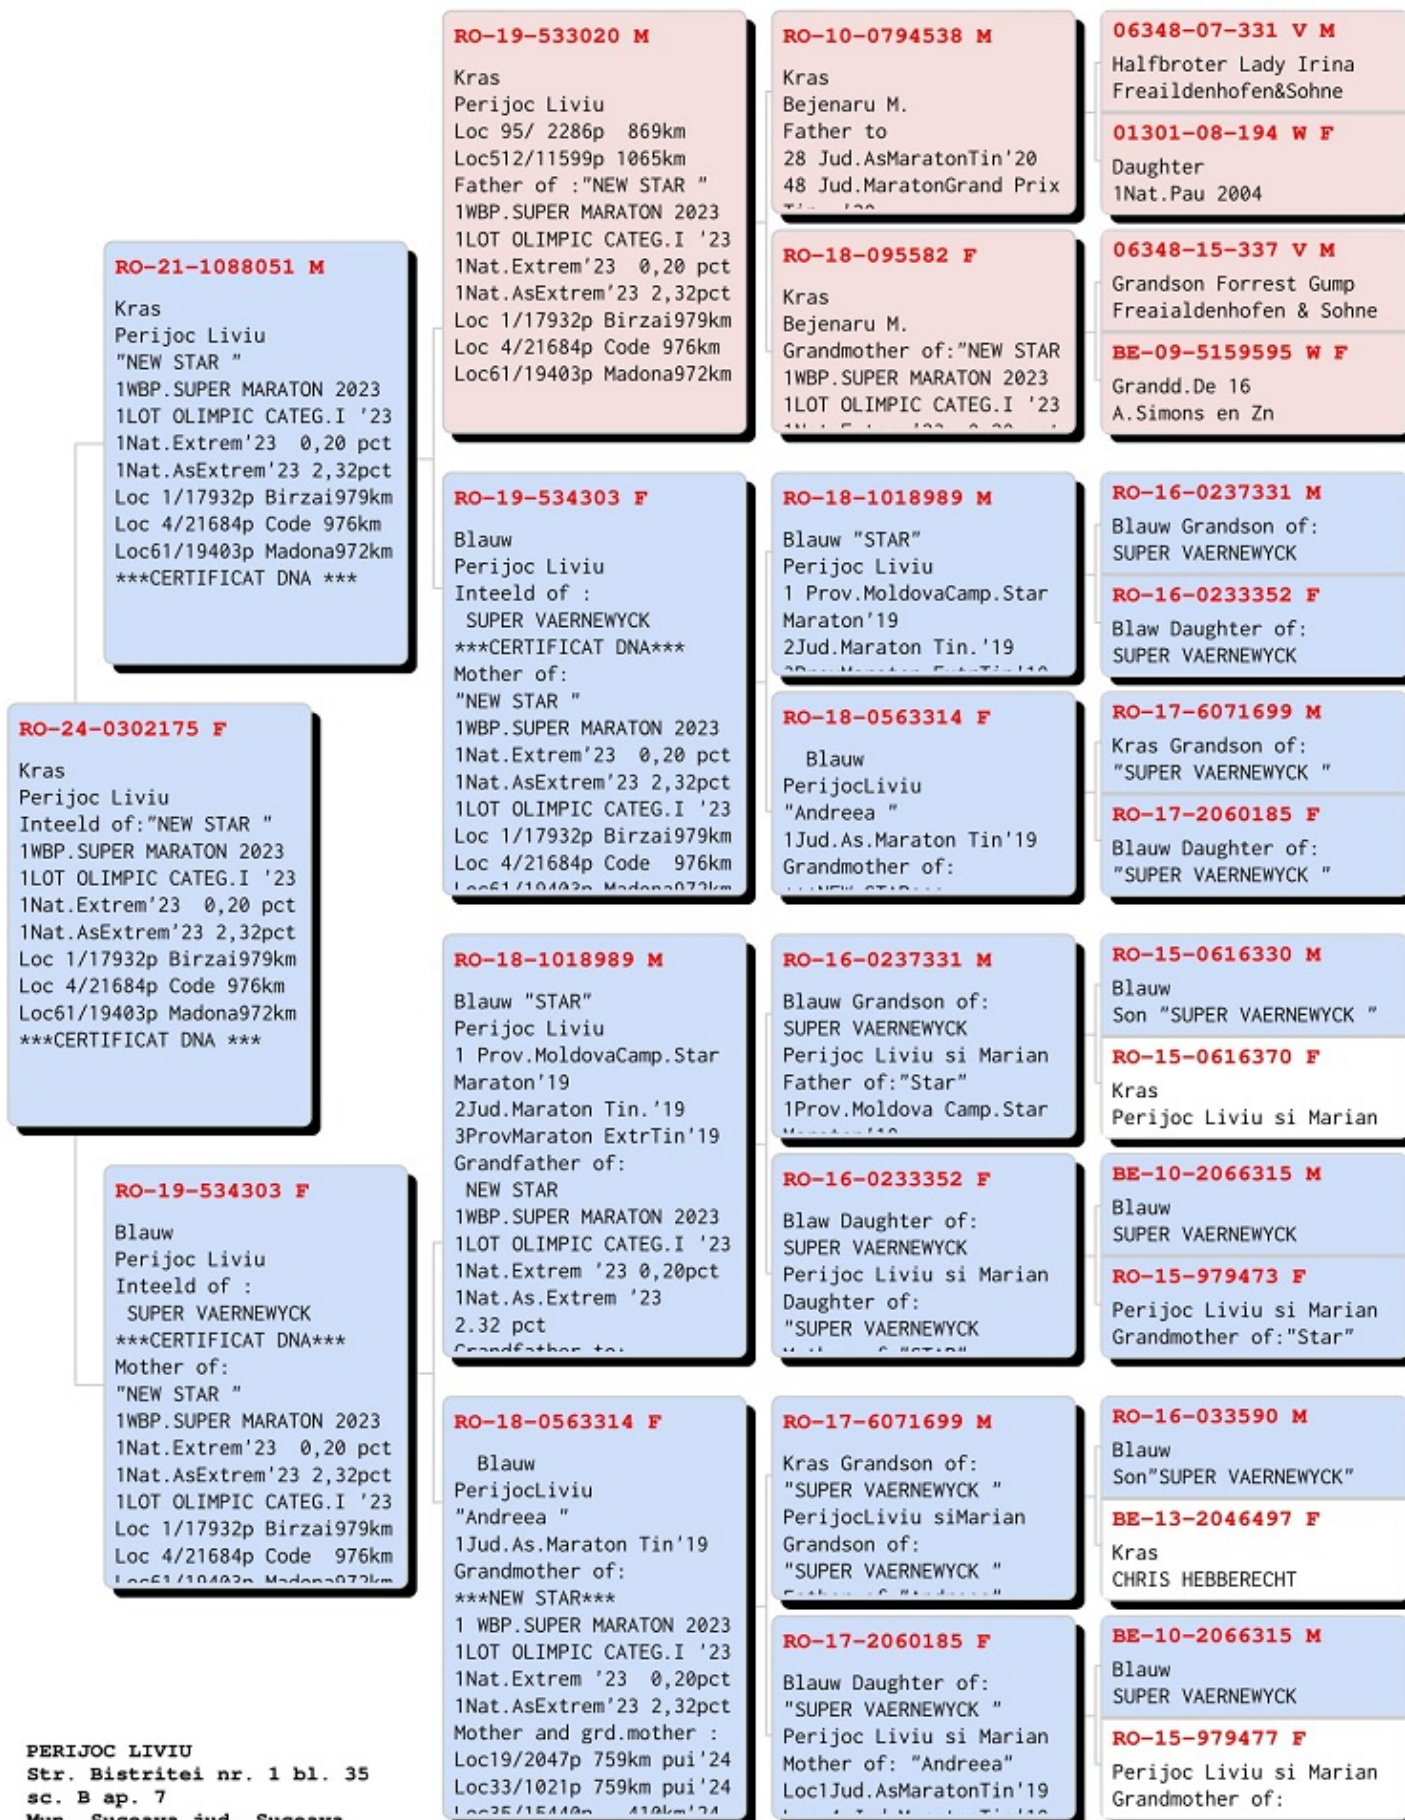 RO-24-0302175 F
Kras
Perijoc Liviu
Inteeld of:"NEW STAR "
1WBP.SUPER MARATON 2023
1LOT OLIMPIC CATEG.I '23
1Nat.Extrem'23  0,20 pct
1Nat.AsExtrem'23 2,32pct
Loc 1/17932p Birzai979km
Loc 4/21684p Code 976km
Loc61/19403p Madona972km
***CERTIFICAT DNA ***
RO-21-1088051 M
Kras
Perijoc Liviu
"NEW STAR "
1WBP.SUPER MARATON 2023
1LOT OLIMPIC CATEG.I '23
1Nat.Extrem'23  0,20 pct
1Nat.AsExtrem'23 2,32pct
Loc 1/17932p Birzai979km
Loc 4/21684p Code 976km
Loc61/19403p Madona972km
***CERTIFICAT DNA ***
RO-19-534303 F
Blauw
Perijoc Liviu
Inteeld of :
SUPER VAERNEWYCK
***CERTIFICAT DNA***
Mother of:
"NEW STAR "
1WBP.SUPER MARATON 2023
1Nat.Extrem'23  0,20 pct
1Nat.AsExtrem'23 2,32pct
1LOT OLIMPIC CATEG.I '23
Loc 1/17932p Birzai979km
Loc 4/21684p Code  976km
Loc61/19403p Madona972km
RO-19-533020 M
Kras
Perijoc Liviu
Loc 95/ 2286p  869km
Loc512/11599p 1065km
Father of :"NEW STAR "
1WBP.SUPER MARATON 2023
1LOT OLIMPIC CATEG.I '23
1Nat.Extrem'23  0,20 pct
1Nat.AsExtrem'23 2,32pct
Loc 1/17932p Birzai979km
Loc 4/21684p Code 976km
Loc61/19403p Madona972km
RO-19-534303 F
Blauw
Perijoc Liviu
Inteeld of :
SUPER VAERNEWYCK
***CERTIFICAT DNA***
Mother of:
"NEW STAR "
1WBP.SUPER MARATON 2023
1Nat.Extrem'23  0,20 pct
1Nat.AsExtrem'23 2,32pct
1LOT OLIMPIC CATEG.I '23
Loc 1/17932p Birzai979km
Loc 4/21684p Code  976km
Loc61/19403p Madona972km
RO-18-1018989 M
Blauw "STAR"
Perijoc Liviu
1 Prov.MoldovaCamp.Star
Maraton'19
2Jud.Maraton Tin.'19
3ProvMaraton ExtrTin'19
Grandfather of:
NEW STAR
1WBP.SUPER MARATON 2023
1LOT OLIMPIC CATEG.I '23
1Nat.Extrem '23 0,20pct
1Nat.As.Extrem '23
2.32 pct
Grandfather to:
RO-18-0563314 F
Blauw
PerijocLiviu
"Andreea "
1Jud.As.Maraton Tin'19
Grandmother of:
***NEW STAR***
1 WBP.SUPER MARATON 2023
1LOT OLIMPIC CATEG.I '23
1Nat.Extrem '23  0,20pct
1Nat.AsExtrem'23 2,32pct
Mother and grd.mother :
Loc19/2047p 759km pui'24
Loc33/1021p 759km pui'24
Loc35/15440p   410km'24
RO-10-0794538 M
Kras
Bejenaru M.
Father to
28 Jud.AsMaratonTin'20
48 Jud.MaratonGrand Prix
RO-18-095582 F
Kras
Bejenaru M.
Grandmother of:"NEW STAR
1WBP.SUPER MARATON 2023
1LOT OLIMPIC CATEG.I '23
RO-18-1018989 M
Blauw "STAR"
Perijoc Liviu
1 Prov.MoldovaCamp.Star
Maraton'19
2Jud.Maraton Tin.'19
RO-18-0563314 F
Blauw
PerijocLiviu
"Andreea "
1Jud.As.Maraton Tin'19
Grandmother of:
RO-16-0237331 M
Blauw Grandson of:
SUPER VAERNEWYCK
Perijoc Liviu si Marian
Father of:"Star"
1Prov.Moldova Camp.Star
RO-16-0233352 F
Blaw Daughter of:
SUPER VAERNEWYCK
Perijoc Liviu si Marian
Daughter of:
"SUPER VAERNEWYCK
RO-17-6071699 M
Kras Grandson of:
"SUPER VAERNEWYCK "
PerijocLiviu siMarian
Grandson of:
"SUPER VAERNEWYCK "
RO-17-2060185 F
Blauw Daughter of:
"SUPER VAERNEWYCK "
Perijoc Liviu si Marian
Mother of: "Andreea"
Loc1Jud.AsMaratonTin'19
06348-07-331 V M
Halfbroter Lady Irina
Freaildenhofen&Sohne
01301-08-194 W F
Daughter
1Nat.Pau 2004
06348-15-337 V M
Grandson Forrest Gump
Freaialdenhofen & Sohne
BE-09-5159595 W F
Grandd.De 16
A.Simons en Zn
RO-16-0237331 M
Blauw Grandson of:
SUPER VAERNEWYCK
RO-16-0233352 F
Blaw Daughter of:
SUPER VAERNEWYCK
RO-17-6071699 M
Kras Grandson of:
"SUPER VAERNEWYCK "
RO-17-2060185 F
Blauw Daughter of:
"SUPER VAERNEWYCK "
RO-15-0616330 M
Blauw
Son "SUPER VAERNEWYCK "
RO-15-0616370 F
Kras
Perijoc Liviu si Marian
BE-10-2066315 M
Blauw
SUPER VAERNEWYCK
RO-15-979473 F
Perijoc Liviu si Marian
Grandmother of:"Star"
RO-16-033590 M
Blauw
Son"SUPER VAERNEWYCK"
BE-13-2046497 F
Kras
CHRIS HEBBERECHT
BE-10-2066315 M
Blauw
SUPER VAERNEWYCK
RO-15-979477 F
Perijoc Liviu si Marian
Grandmother of:
PERIJOC LIVIU
Str. Bistritei nr. 1 bl. 35
sc. B ap. 7
Mun. Suceava jud. Suceava